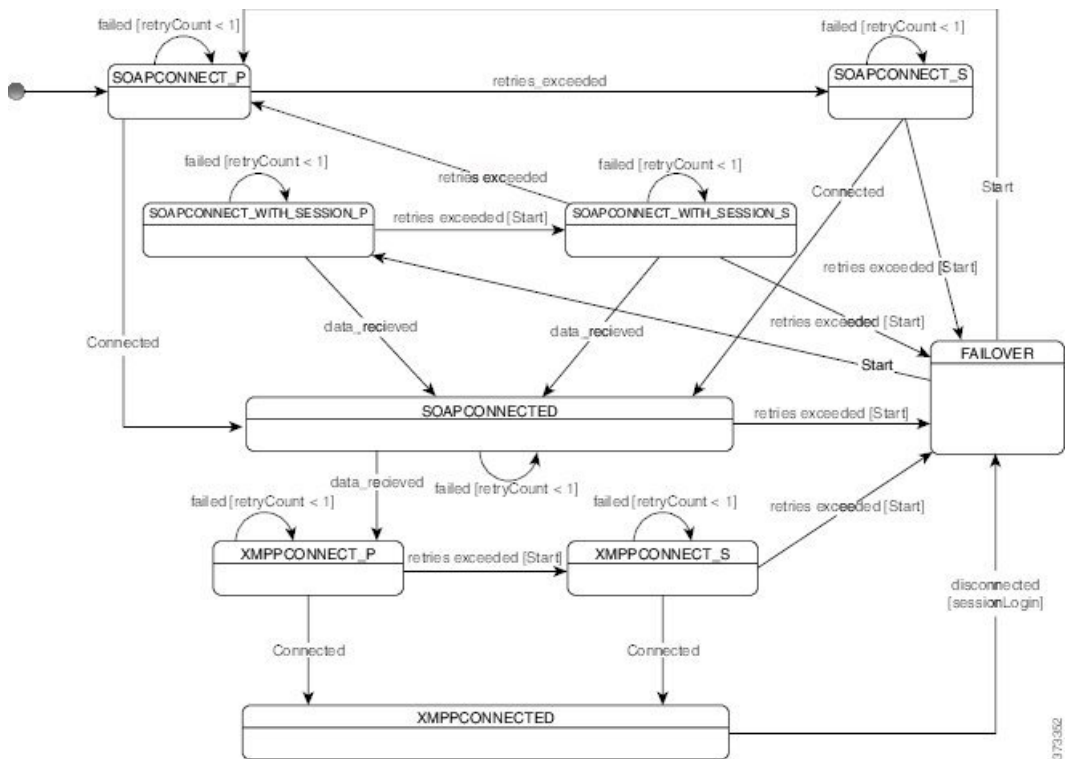 failed [retryCount < 1]
failed [retryCount < 1]
SOAPCONNECT_P
SOAPCONNECT_S
retries_exceeded
failed [retryCount < 1]
failed [retryCount < 1]
retries exceeded
Connected
Start
SOAPCONNECT_WITH_SESSION_P
retries exceeded [Start]
SOAPCONNECT_WITH_SESSION_S
retries exceeded [Start]
data_recieved
data_recieved
retries exceeded [Start]
Connected
FAILOVER
Start
SOAPCONNECTED
retries exceeded [Start]
data_recieved
failed [retryCount < 1]
failed [retryCount < 1]
failed [retryCount < 1]
retries exceeded [Start]
XMPPCONNECT_P
retries exceeded [Start]
XMPPCONNECT_S
disconnected
[sessionLogin]
Connected
Connected
XMPPCONNECTED
373352